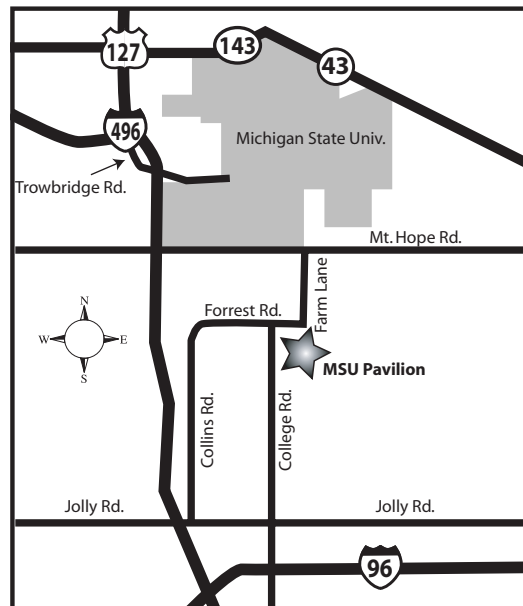 127
143
43
496
Michigan State Univ.
Trowbridge Rd.
Mt. Hope Rd.
Farm Lane
Forrest Rd.
N
W
E
S
MSU Pavilion
Collins Rd.
College Rd.
Jolly Rd.
Jolly Rd.
96